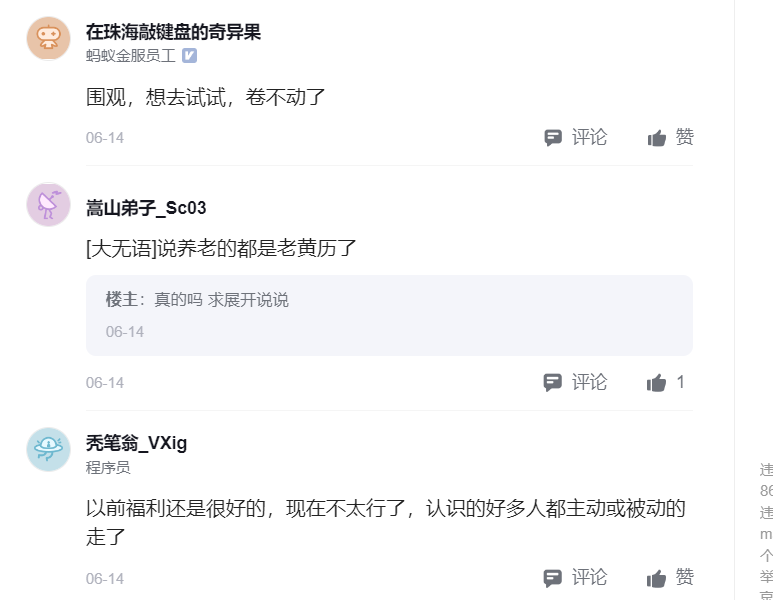 在珠海敲键盘的奇异果
蚂蚁金服员工
围观，想去试试，卷不动了
06-14 评论 赞
嵩山弟子_Sc03
[大无语]说养老的都是老黄历了
楼主：真的吗 求展开说说
06-14
06-14 评论 1
秃笔翁_VXig
程序员
以前福利还是很好的，现在不太行了，认识的好多人都主动或被动的
走了
06-14 评论 赞
违
86
违
m
个
举